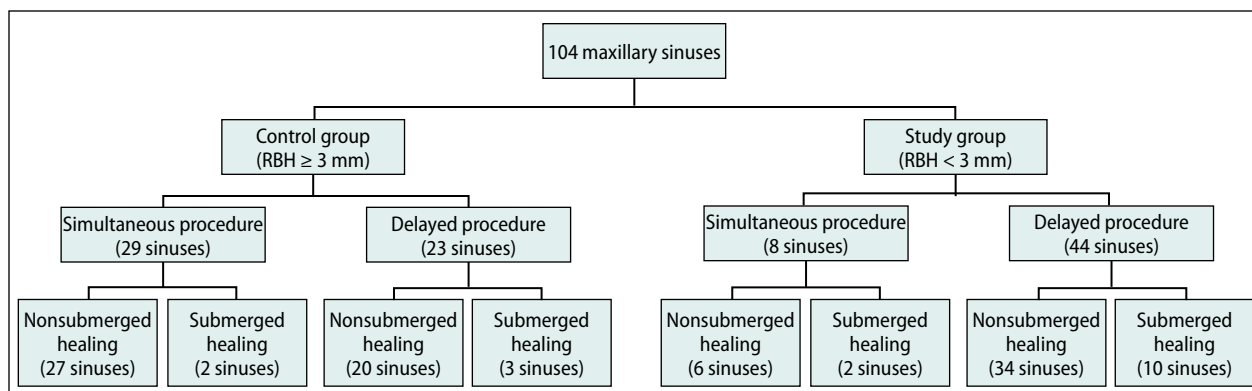 104 maxillary sinuses
Control group
(RBH ≥ 3 mm)
Study group
(RBH < 3 mm)
Simultaneous procedure
(29 sinuses)
Delayed procedure
(23 sinuses)
Simultaneous procedure
(8 sinuses)
Delayed procedure
(44 sinuses)
Nonsubmerged
healing
(27 sinuses)
Submerged
healing
(2 sinuses)
Nonsubmerged
healing
(20 sinuses)
Submerged
healing
(3 sinuses)
Nonsubmerged
healing
(6 sinuses)
Submerged
healing
(2 sinuses)
Nonsubmerged
healing
(34 sinuses)
Submerged
healing
(10 sinuses)